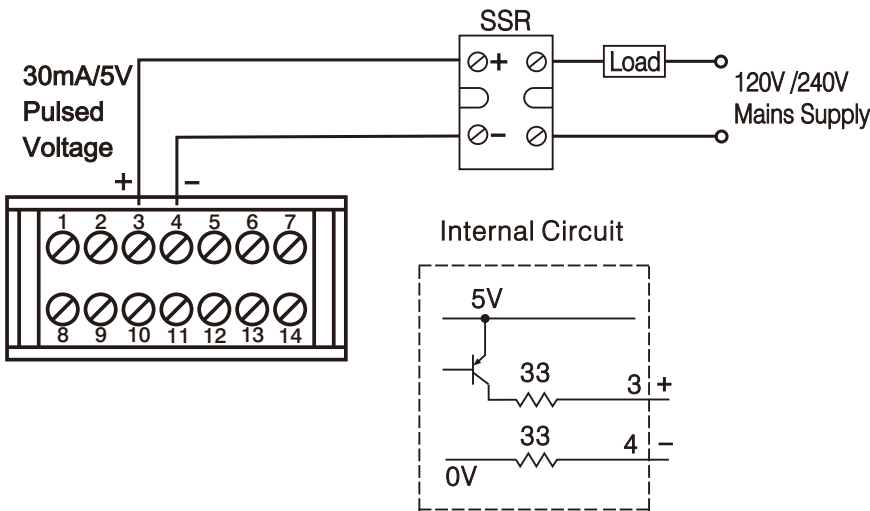 SSR
30mA/5V
Pulsed
Voltage
+ −
+
−
Load
120V /240V
Mains Supply
1 2 3 4 5 6 7
8 9 10 11 12 13 14
Internal Circuit
5V
33
3 +
33
4 −
0V